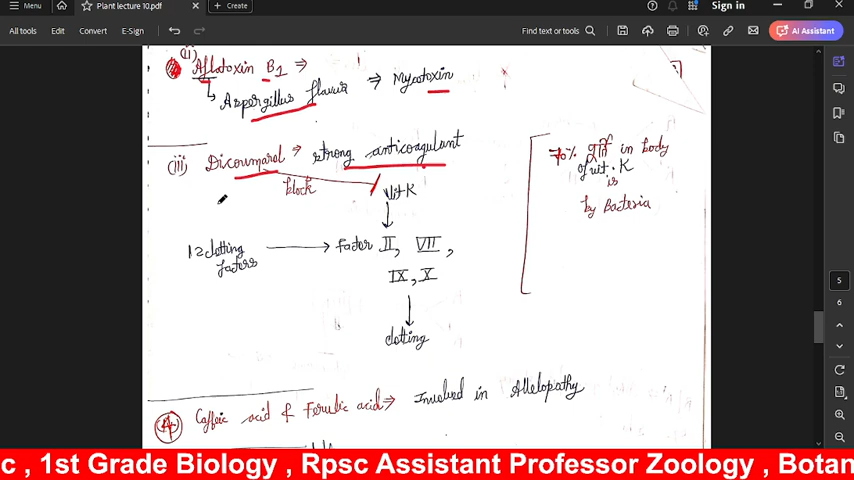 Menu
Plant lecture 10.pdf
Create
Sign in
All tools
Edit
Convert
E-Sign
Find text or tools
AI Assistant
(ii)
Aflatoxin B1 ⇒
Aspergillus flavus ⇒ Mycotoxin
(iii) Dicoumarol ⇒ strong anticoagulant
block
Vit K
12 clotting factors → Factor II, VII,
IX, X
clotting
70% पूर्ति in body
of vit. K
is
by Bacteria
(4) Caffeic acid & Ferulic acid ⇒ Involved in Allelopathy
5
6
c , 1st Grade Biology , Rpsc Assistant Professor Zoology , Botan